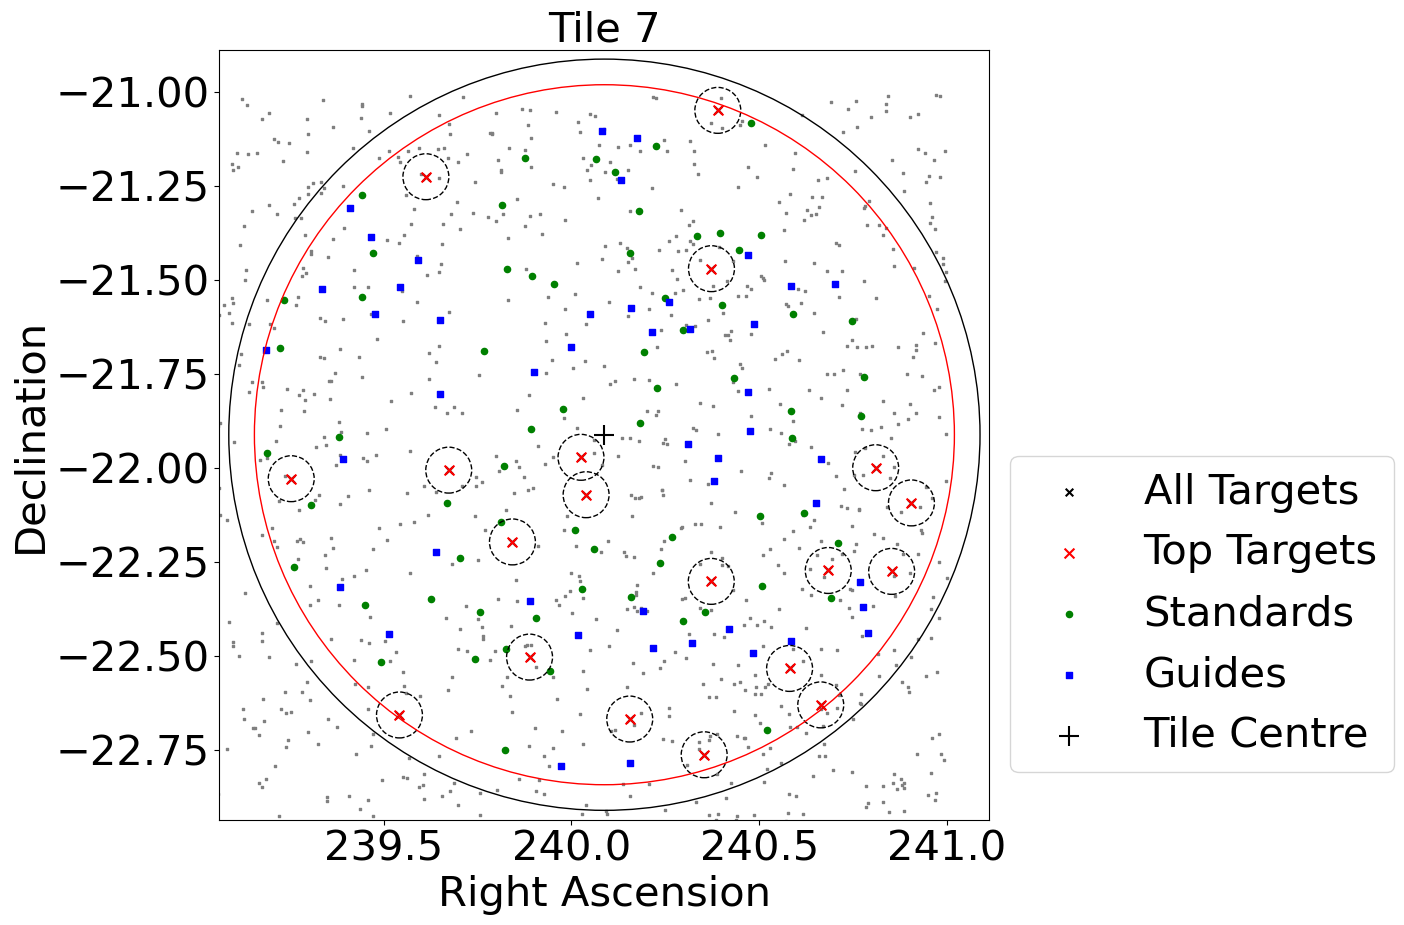 Tile 7
−21.00
−21.25
−21.50
−21.75
−22.00
−22.25
−22.50
−22.75
Declination
239.5 240.0 240.5 241.0
Right Ascension
All Targets
Top Targets
Standards
Guides
Tile Centre